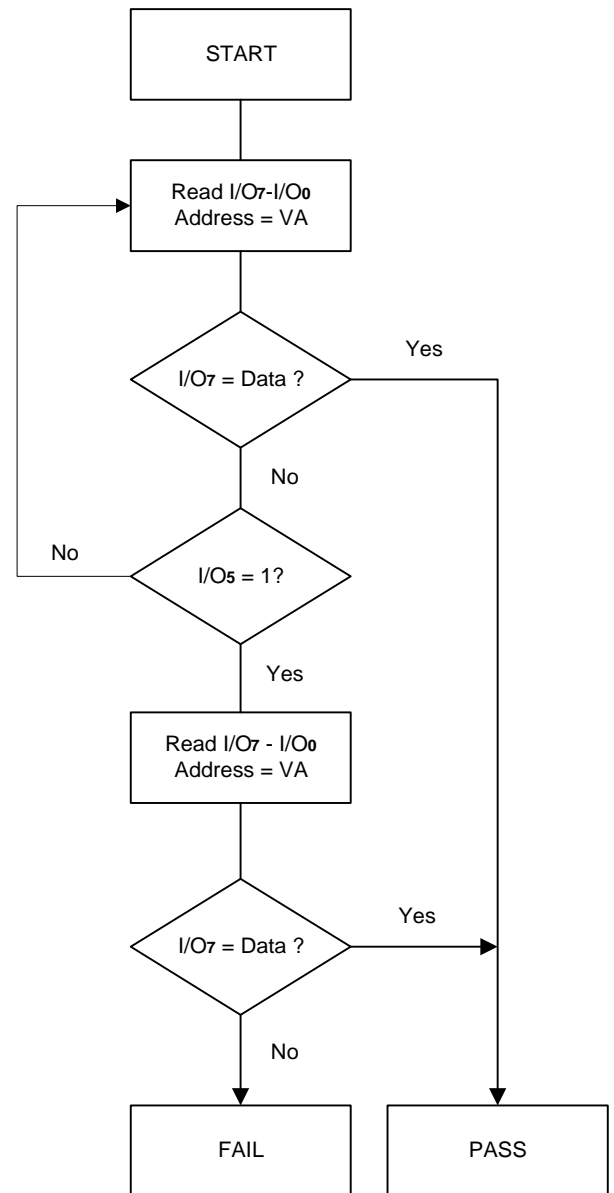 START
Read I/O7-I/O0
Address = VA
I/O7 = Data ?
Yes
No
I/O5 = 1?
No
Yes
Read I/O7 - I/O0
Address = VA
I/O7 = Data ?
Yes
No
FAIL
PASS